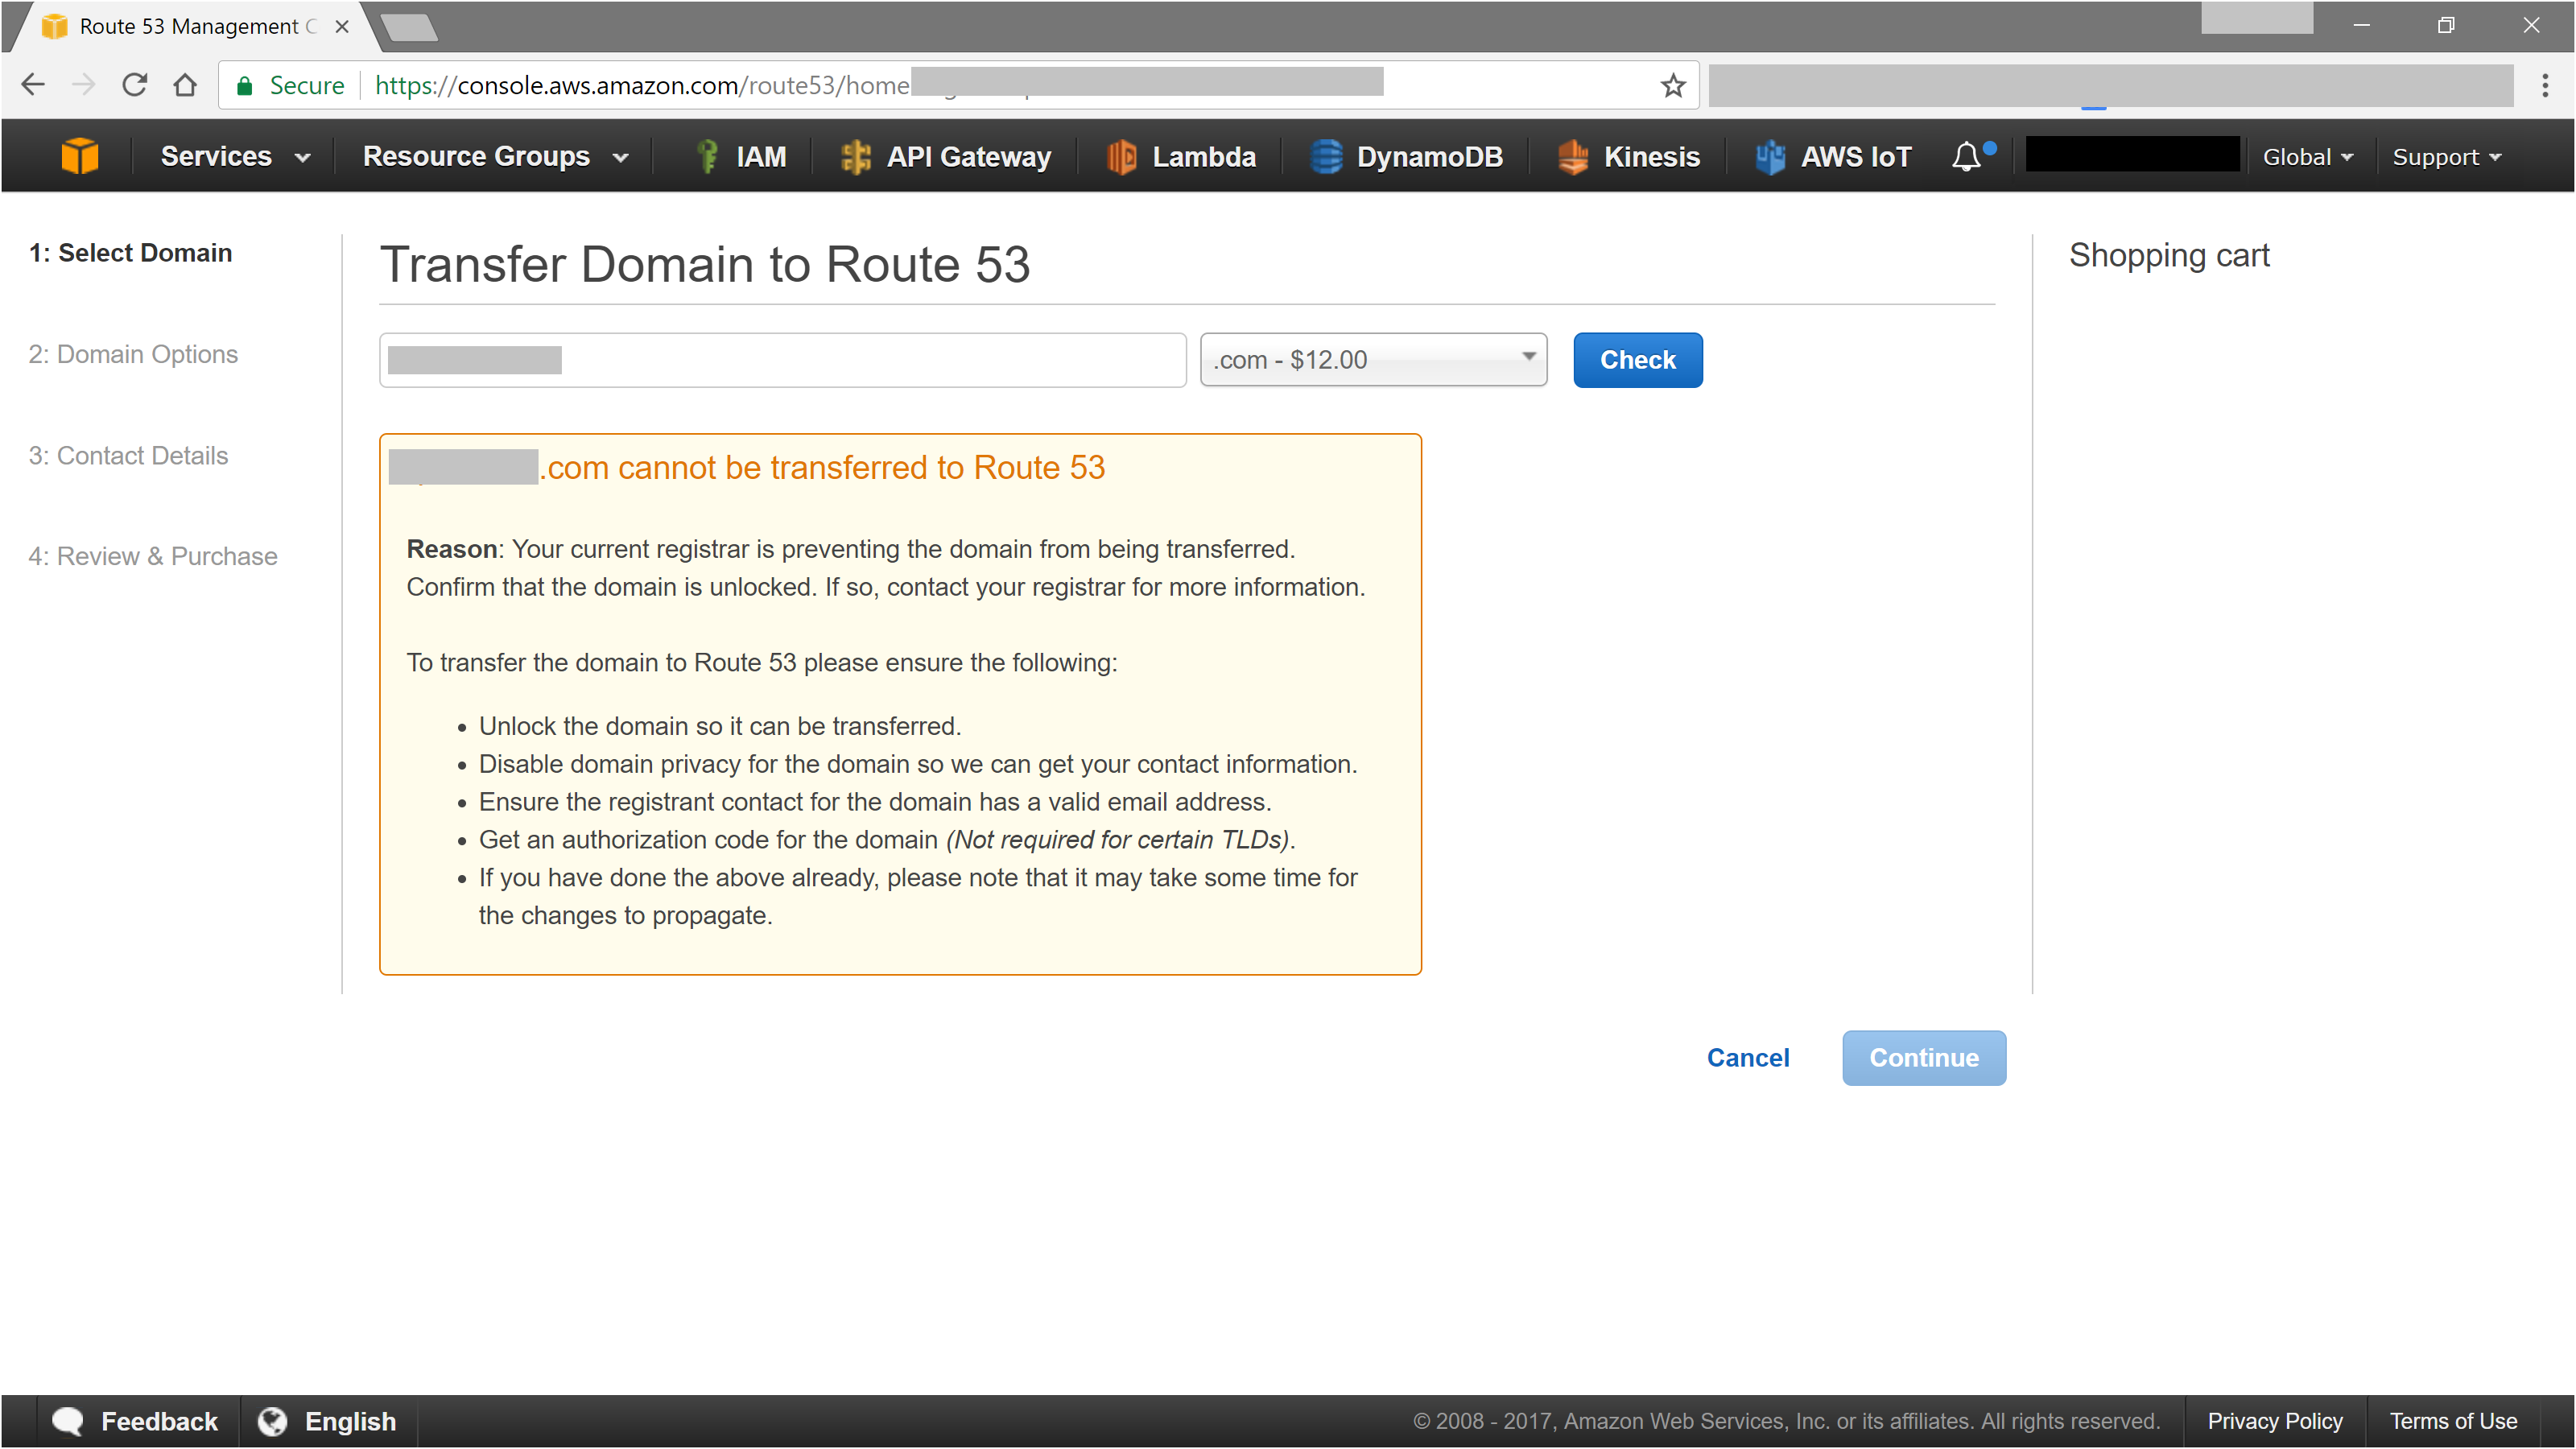 Route 53 Management C
Secure https://console.aws.amazon.com/route53/home
Services Resource Groups IAM API Gateway Lambda DynamoDB Kinesis AWS IoT Global Support
1: Select Domain
2: Domain Options
3: Contact Details
4: Review & Purchase
Transfer Domain to Route 53
.com - $12.00 Check
.com cannot be transferred to Route 53
Reason: Your current registrar is preventing the domain from being transferred.
Confirm that the domain is unlocked. If so, contact your registrar for more information.
To transfer the domain to Route 53 please ensure the following:
• Unlock the domain so it can be transferred.
• Disable domain privacy for the domain so we can get your contact information.
• Ensure the registrant contact for the domain has a valid email address.
• Get an authorization code for the domain (Not required for certain TLDs).
• If you have done the above already, please note that it may take some time for
the changes to propagate.
Shopping cart
Cancel Continue
Feedback English © 2008 - 2017, Amazon Web Services, Inc. or its affiliates. All rights reserved. Privacy Policy Terms of Use